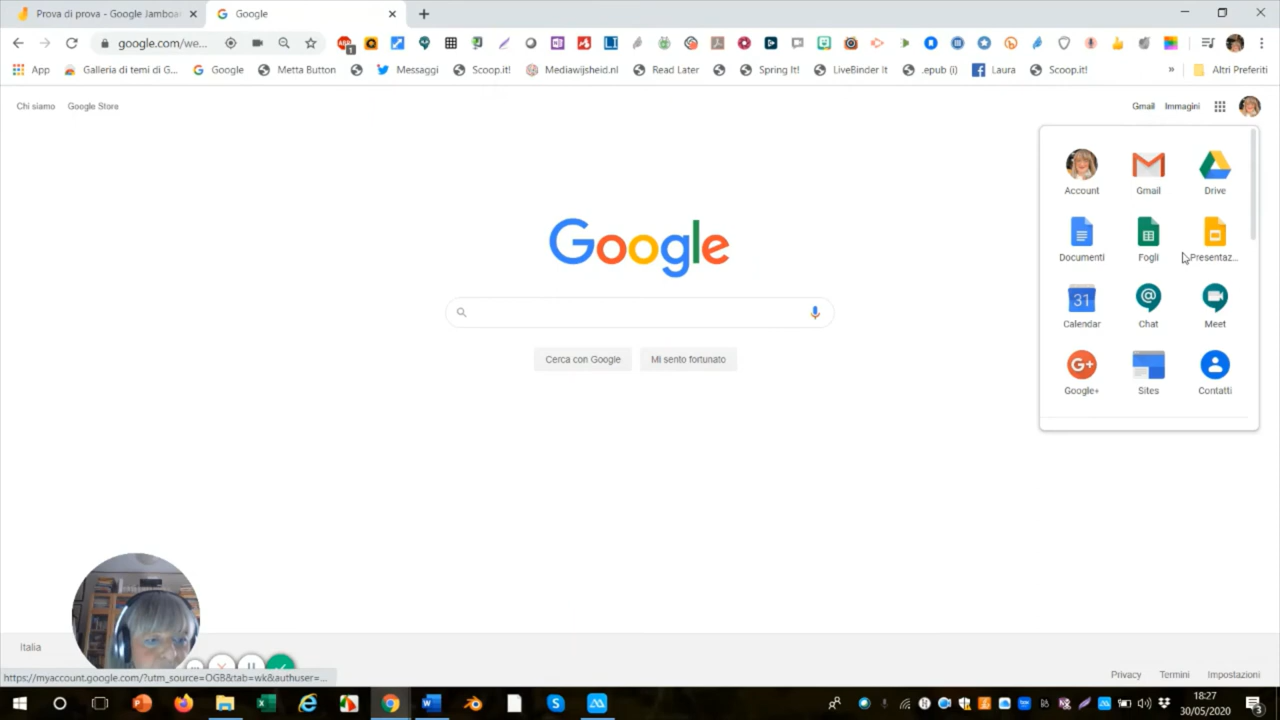 Prova di prova - Google Jamboar
Google
google.com/we...
1
App
Galleria di temi di G...
Google
Metta Button
Messaggi
Scoop.it!
Mediawijsheid.nl
Read Later
Spring It!
LiveBinder It
.epub (i)
Laura
Scoop.it!
»
Altri Preferiti
Chi siamo
Google Store
Gmail
Immagini
Account
Gmail
Drive
Documenti
Fogli
Presentaz...
31
Calendar
Chat
Meet
G+
Google+
Sites
Contatti
Google
Cerca con Google
Mi sento fortunato
Italia
https://myaccount.google.com/?utm_source=OGB&tab=wk&authuser=...
Privacy
Termini
Impostazioni
18:27
30/05/2020
3